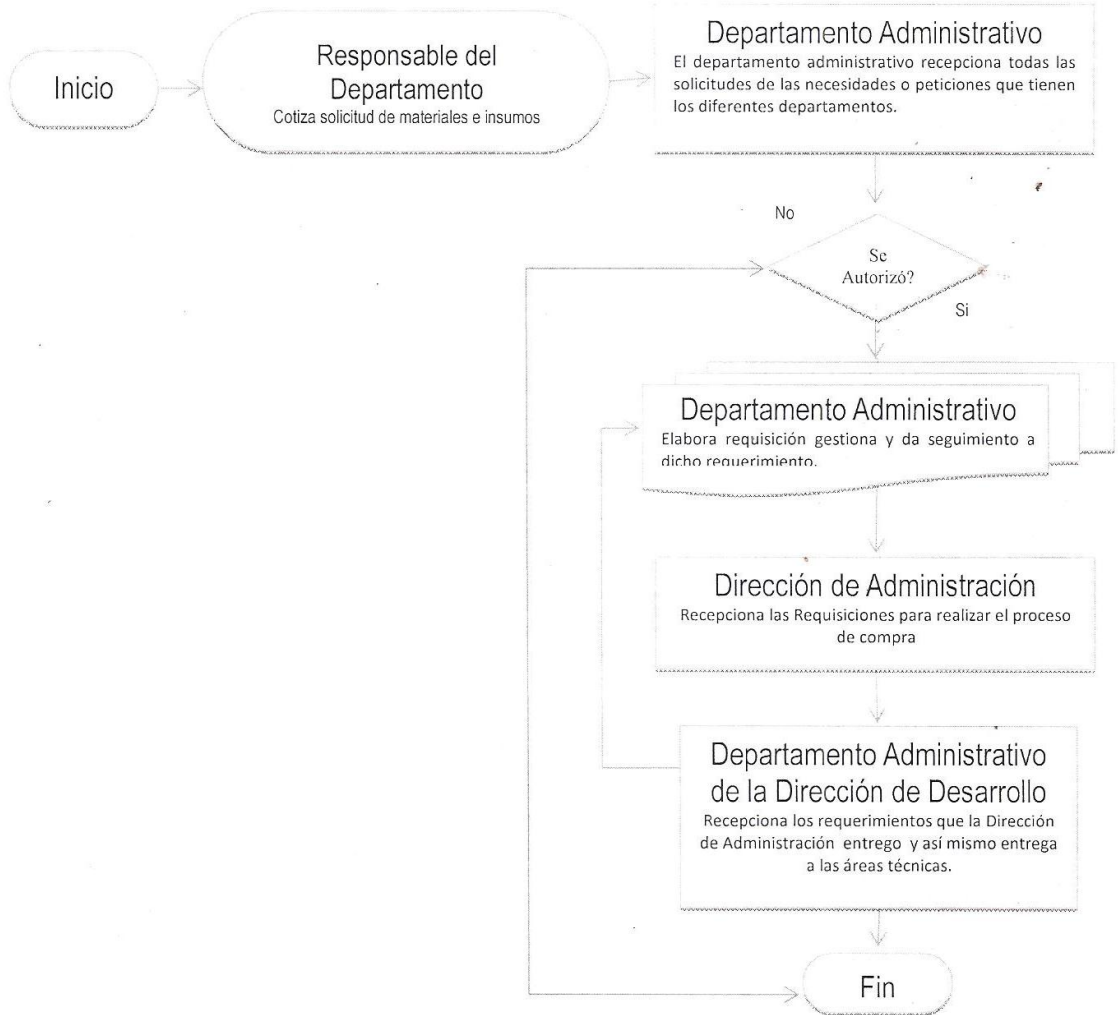 Inicio
Responsable del
Departamento
Cotiza solicitud de materiales e insumos
Departamento Administrativo
El departamento administrativo recepciona todas las
solicitudes de las necesidades o peticiones que tienen
los diferentes departamentos.
No
Se
Autorizó?
Si
Departamento Administrativo
Elabora requisición gestiona y da seguimiento a
dicho requerimiento.
Dirección de Administración
Recepciona las Requisiciones para realizar el proceso
de compra
Departamento Administrativo
de la Dirección de Desarrollo
Recepciona los requerimientos que la Dirección
de Administración entrego y así mismo entrega
a las áreas técnicas.
Fin